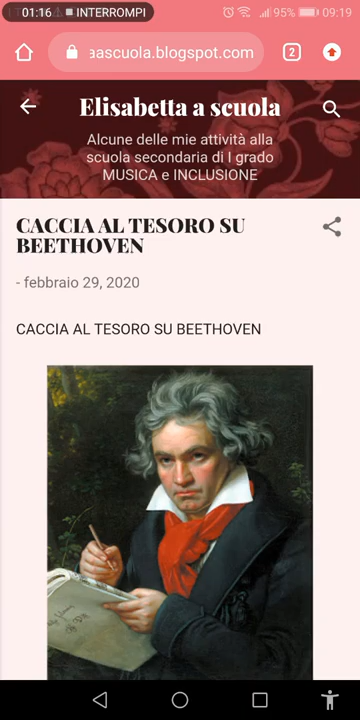 01:16 INTERROMPI 95% 09:19
aascuola.blogspot.com 2
Elisabetta a scuola
Alcune delle mie attività alla
scuola secondaria di I grado
MUSICA e INCLUSIONE
CACCIA AL TESORO SU
BEETHOVEN
- febbraio 29, 2020
CACCIA AL TESORO SU BEETHOVEN